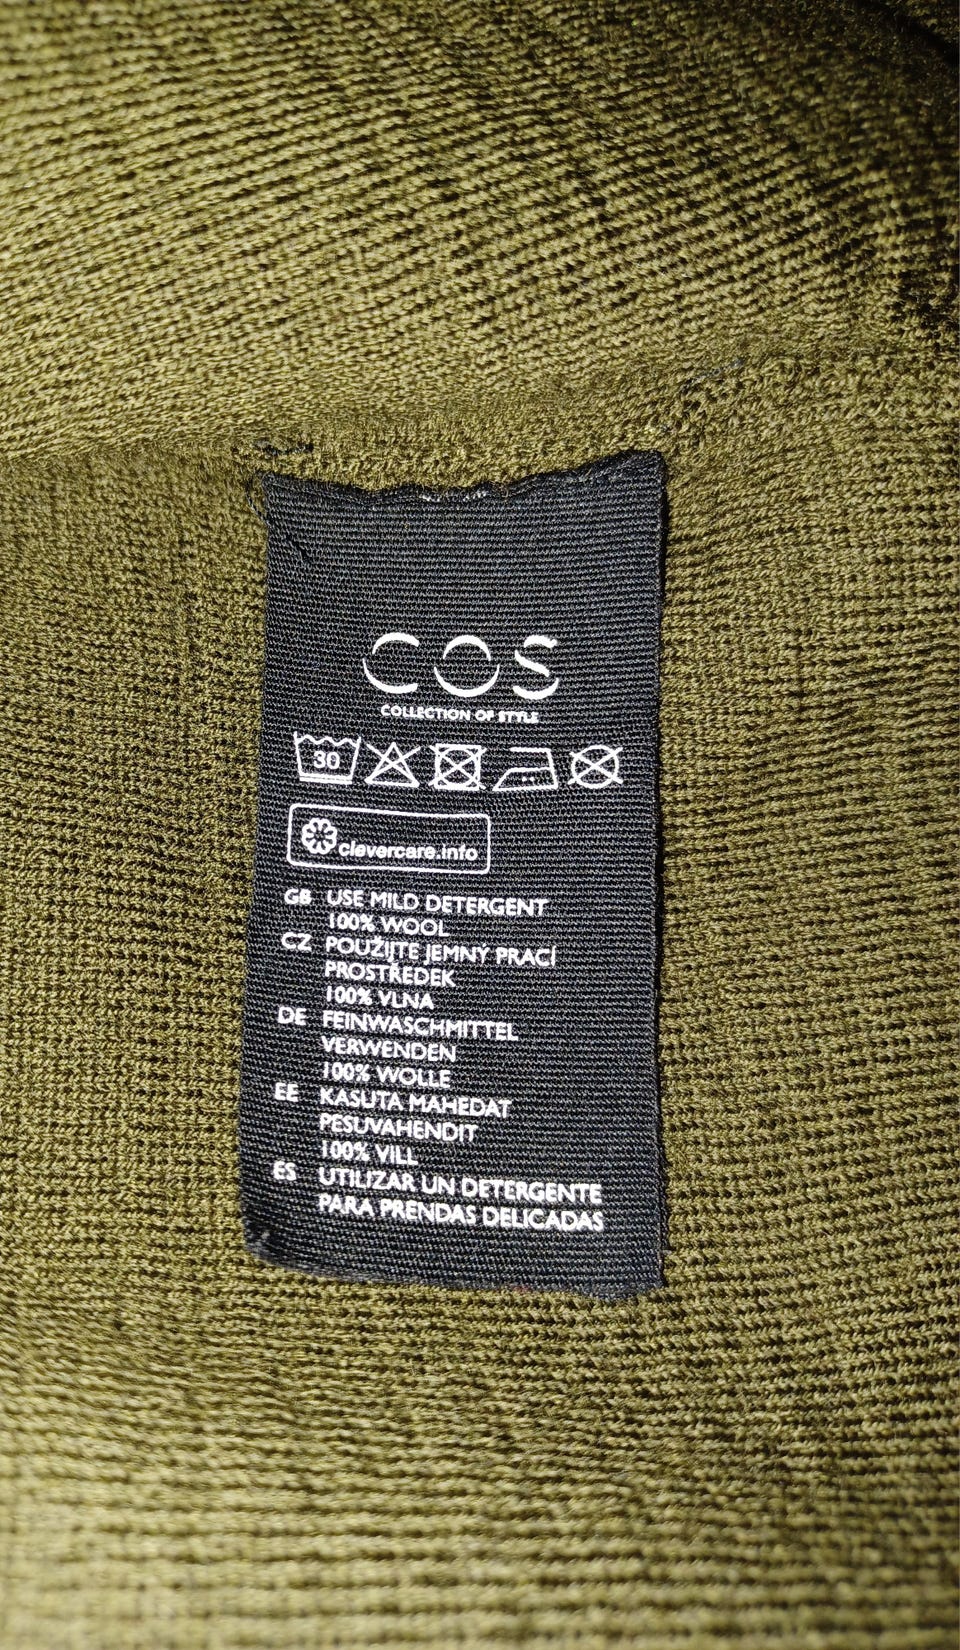 COS
COLLECTION OF STYLE
30
clevercare.info
GB USE MILD DETERGENT
100% WOOL
CZ POUŽIJTE JEMNÝ PRACÍ
PROSTŘEDEK
100% VLNA
DE FEINWASCHMITTEL
VERWENDEN
100% WOLLE
EE KASUTA MAHEDAT
PESUVAHENDIT
100% VILL
ES UTILIZAR UN DETERGENTE
PARA PRENDAS DELICADAS